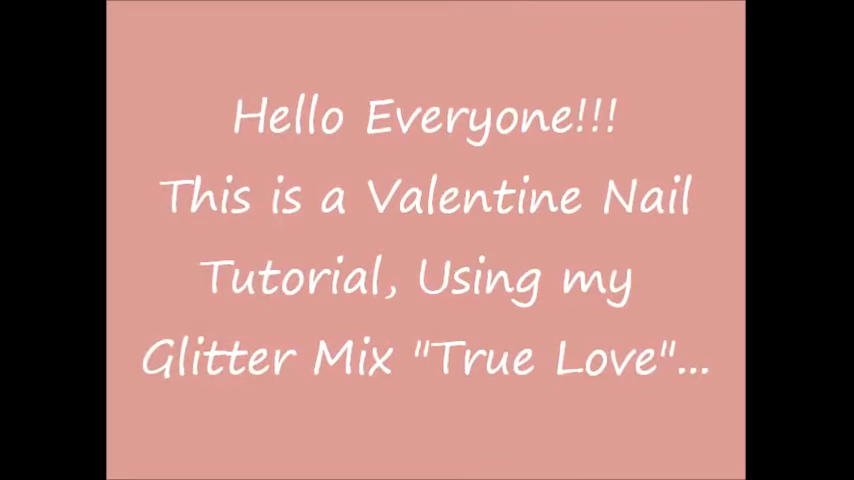 Hello Everyone!!!
This is a Valentine Nail
Tutorial, Using my
Glitter Mix "True Love"...